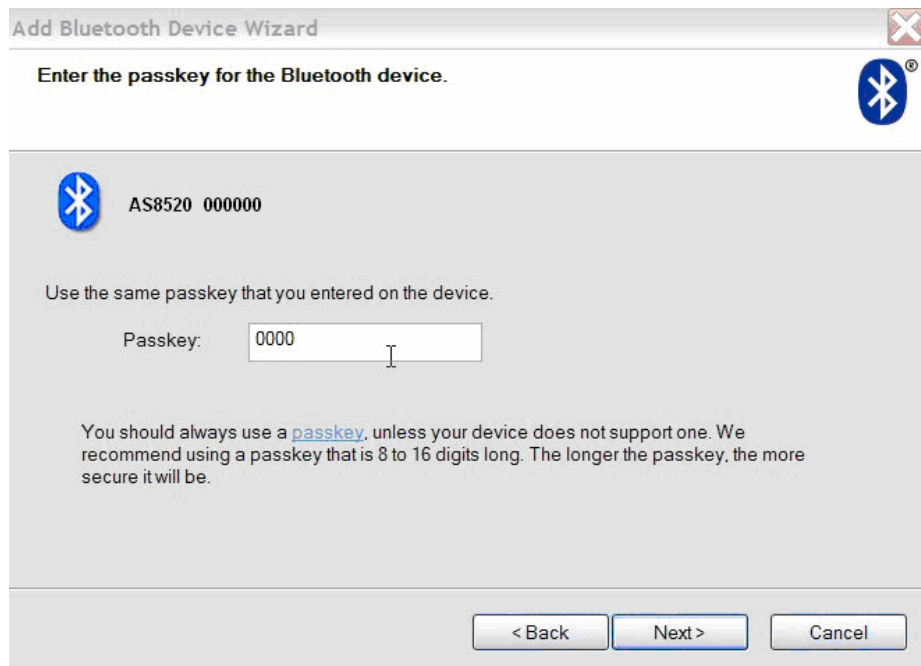 Add Bluetooth Device Wizard
Enter the passkey for the Bluetooth device.
®
AS8520 000000
Use the same passkey that you entered on the device.
Passkey: 0000
You should always use a passkey, unless your device does not support one. We
recommend using a passkey that is 8 to 16 digits long. The longer the passkey, the more
secure it will be.
< Back Next > Cancel